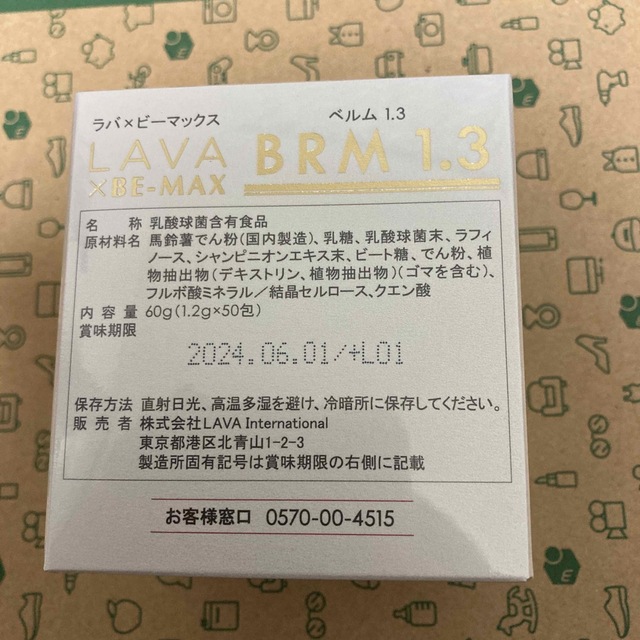 ラバ×ビーマックス
ベルム 1.3
LAVA
×BE-MAX
BRM 1.3
名 称 乳酸球菌含有食品
原材料名 馬鈴薯でん粉(国内製造)、乳糖、乳酸球菌末、ラフィ
ノース、シャンピニオンエキス末、ビート糖、でん粉、植
物抽出物(デキストリン、植物抽出物)(ゴマを含む)、
フルボ酸ミネラル/結晶セルロース、クエン酸
内 容 量 60g(1.2g×50包)
賞味期限
2024.06.01/+L01
保存方法 直射日光、高温多湿を避け、冷暗所に保存してください。
販 売 者 株式会社LAVA International
東京都港区北青山1-2-3
製造所固有記号は賞味期限の右側に記載
お客様窓口 0570-00-4515